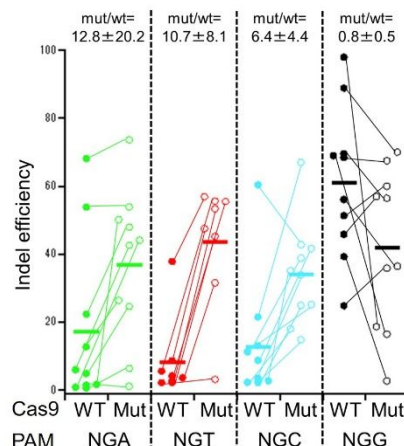 mut/wt= mut/wt= mut/wt= mut/wt=
12.8±20.2 10.7±8.1 6.4±4.4 0.8±0.5
100
80
60
40
20
0
Indel efficiency
Cas9 WT Mut WT Mut WT Mut WT Mut
PAM NGA NGT NGC NGG